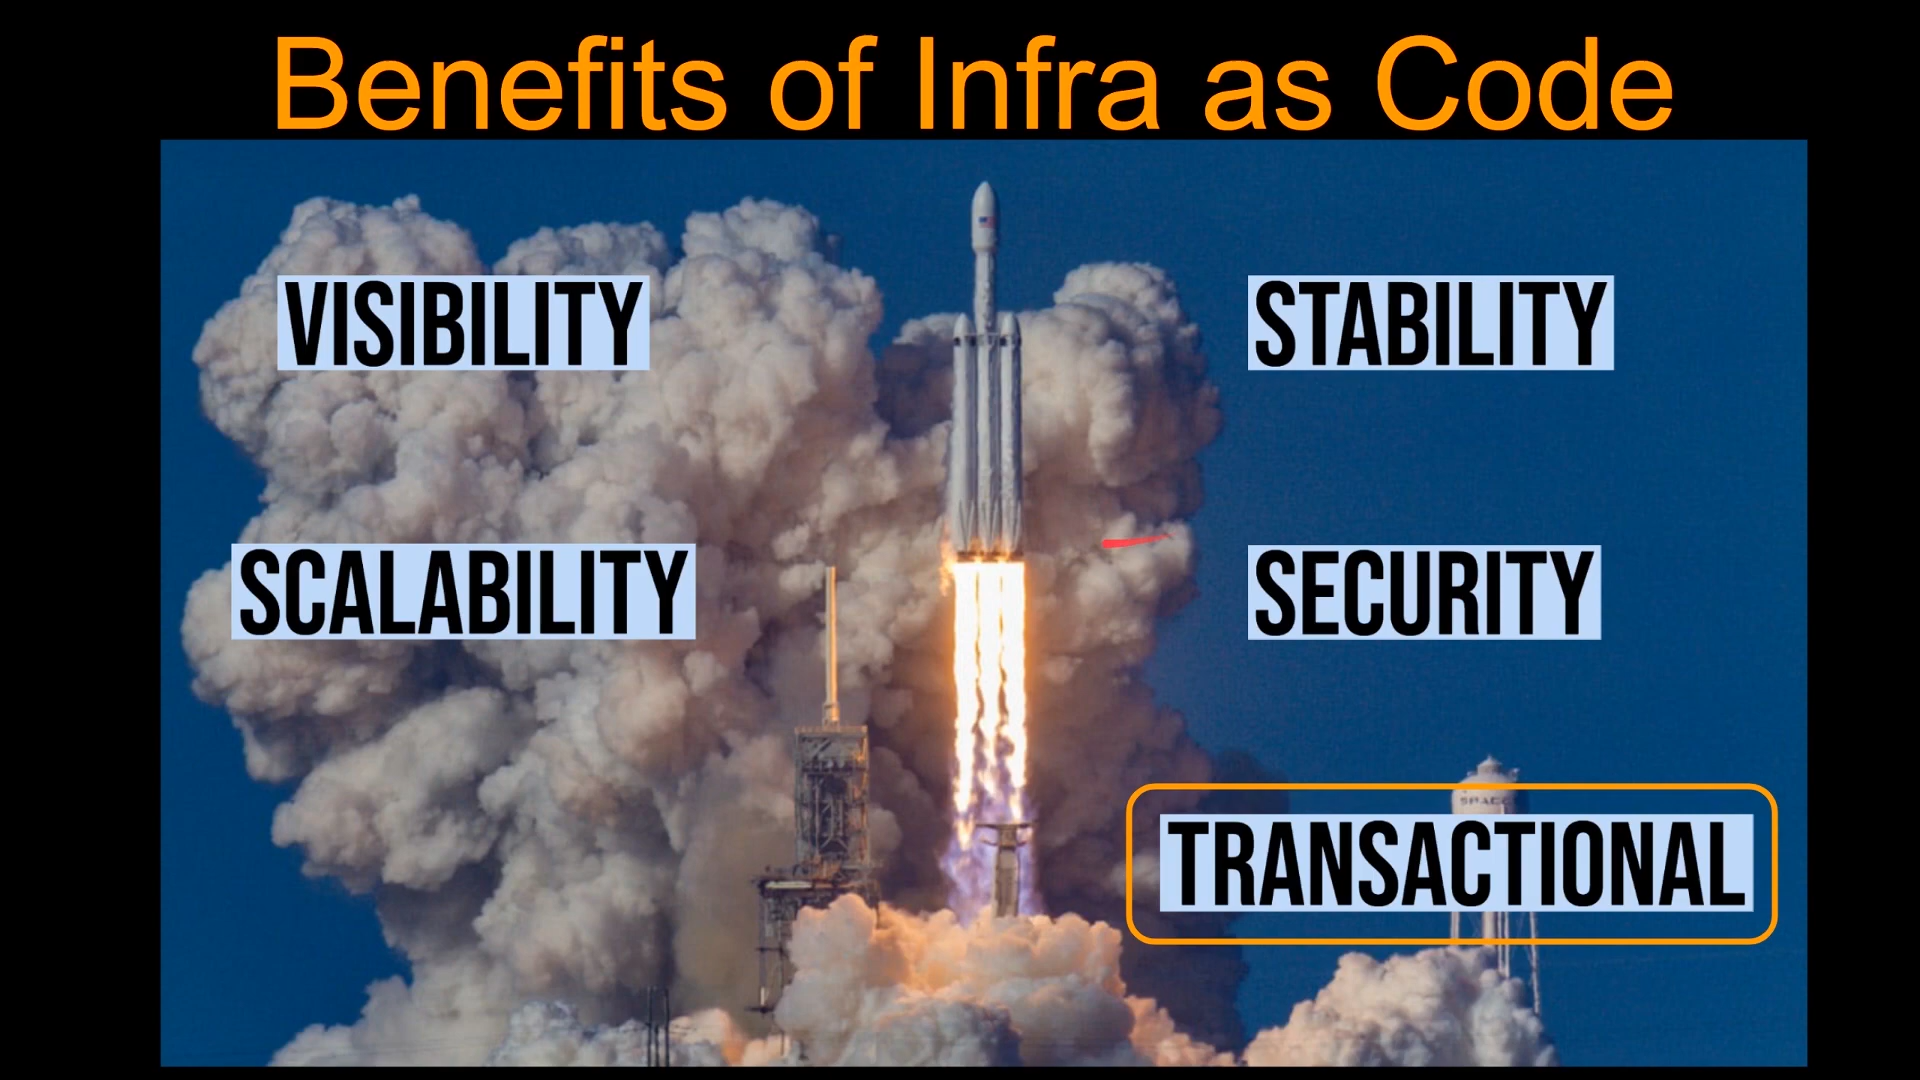 Benefits of Infra as Code
VISIBILITY
STABILITY
SCALABILITY
SECURITY
TRANSACTIONAL